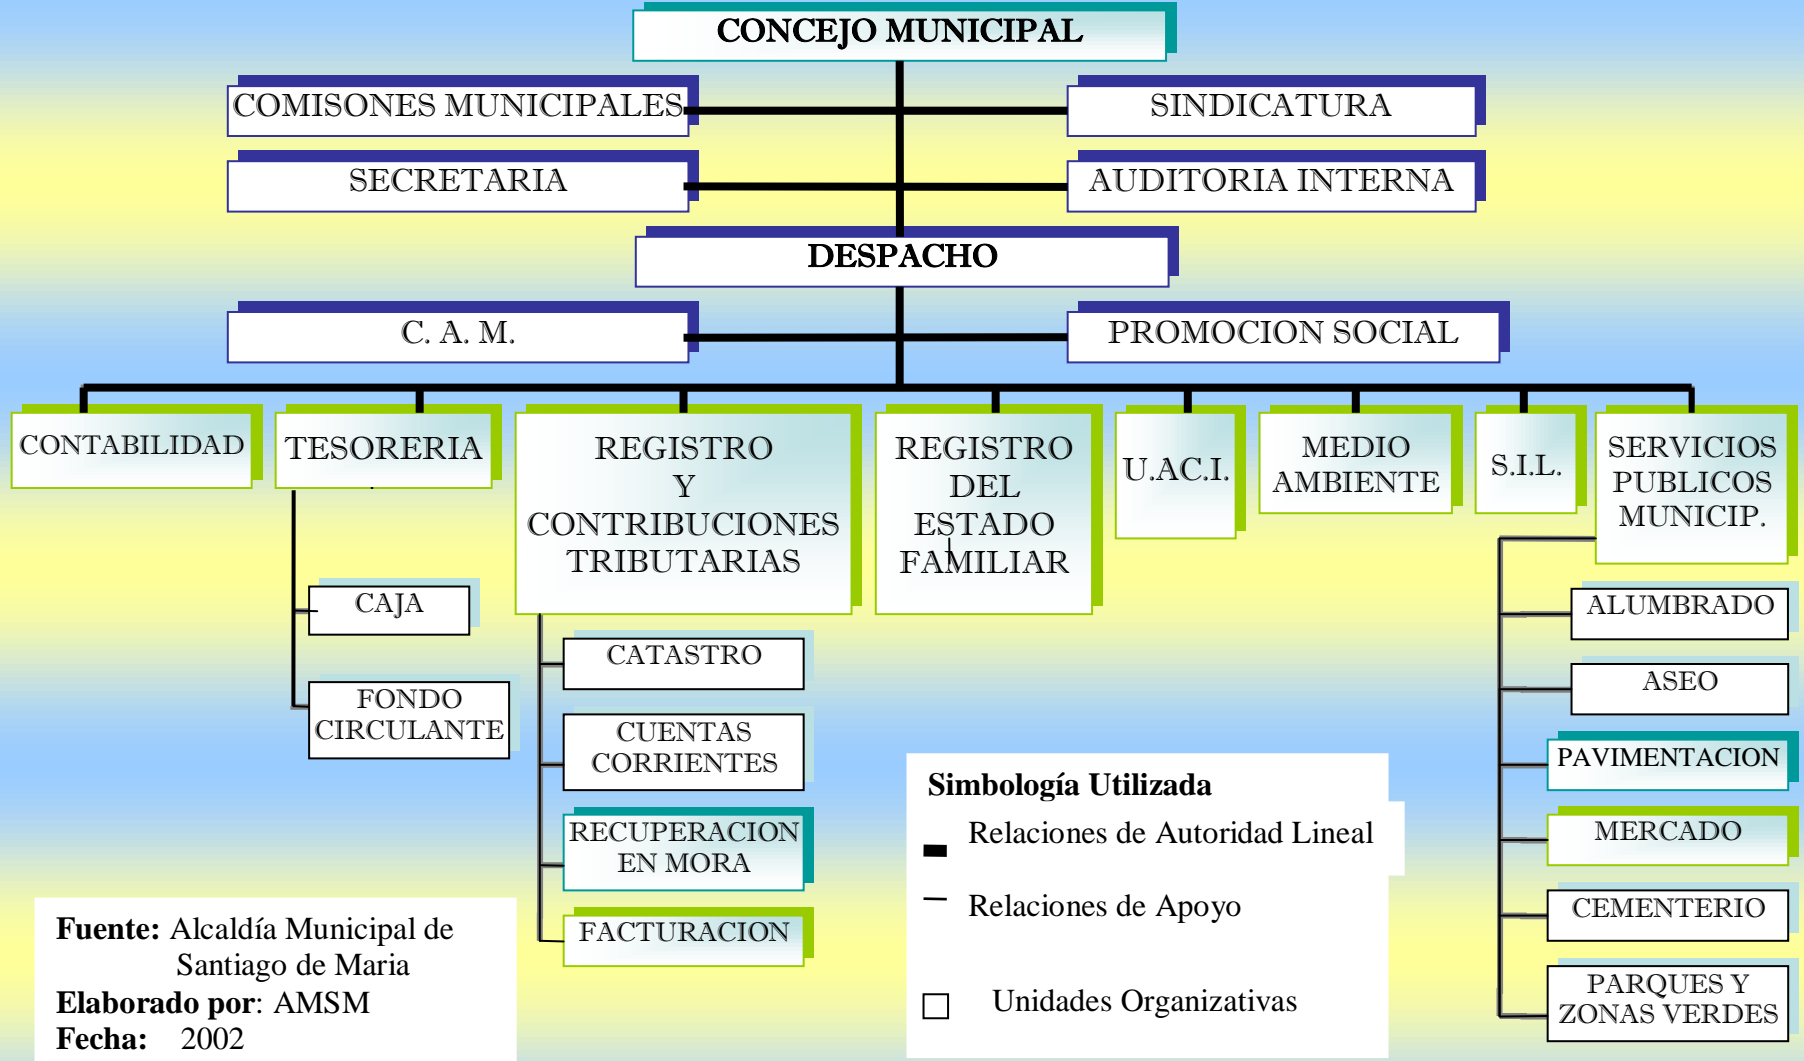 CONCEJO MUNICIPAL
COMISONES MUNICIPALES
SINDICATURA
SECRETARIA
AUDITORIA INTERNA
DESPACHO
C. A. M.
PROMOCION SOCIAL
CONTABILIDAD
TESORERIA
REGISTRO
Y
CONTRIBUCIONES
TRIBUTARIAS
REGISTRO
DEL
ESTADO
FAMILIAR
U.AC.I.
MEDIO
AMBIENTE
S.I.L.
SERVICIOS
PUBLICOS
MUNICIP.
CAJA
FONDO
CIRCULANTE
CATASTRO
CUENTAS
CORRIENTES
RECUPERACION
EN MORA
FACTURACION
ALUMBRADO
ASEO
PAVIMENTACION
MERCADO
CEMENTERIO
PARQUES Y
ZONAS VERDES
Simbología Utilizada
Relaciones de Autoridad Lineal
Relaciones de Apoyo
Unidades Organizativas
Fuente: Alcaldía Municipal de
Santiago de Maria
Elaborado por: AMSM
Fecha: 2002